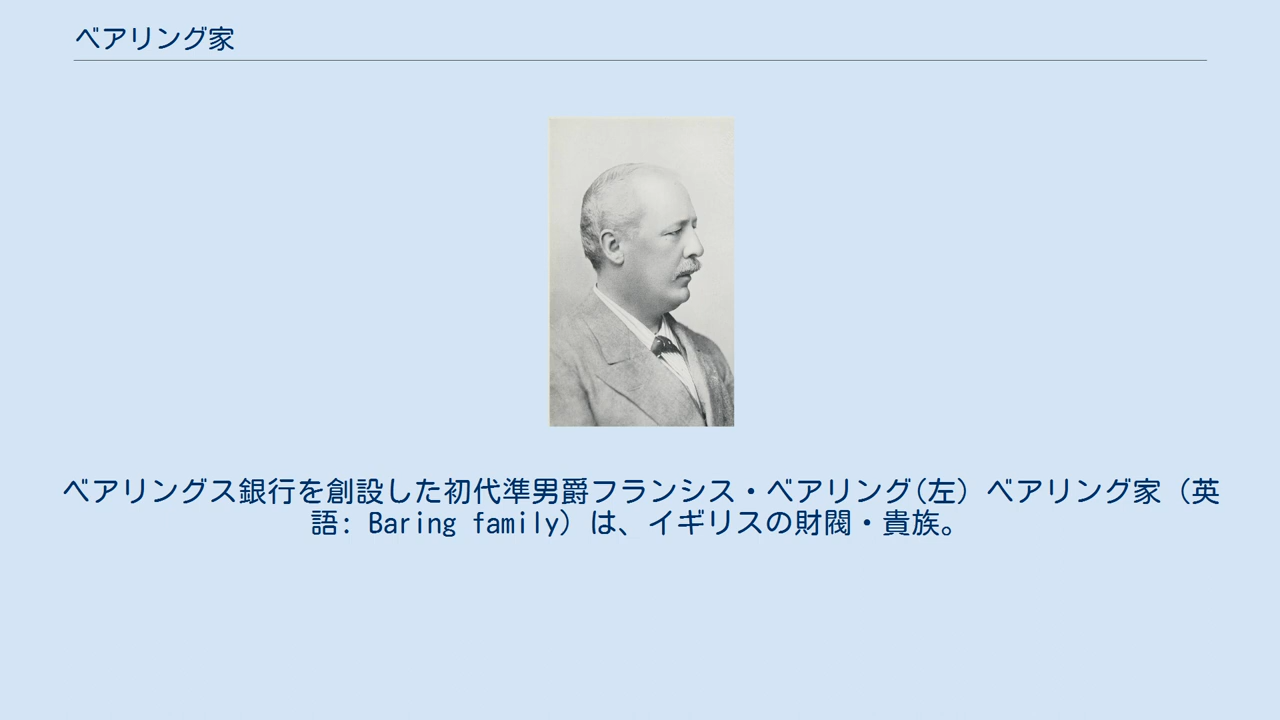 ベアリング家
ベアリングス銀行を創設した初代準男爵フランシス・ベアリング(左）ベアリング家（英
語: Baring family）は、イギリスの財閥・貴族。